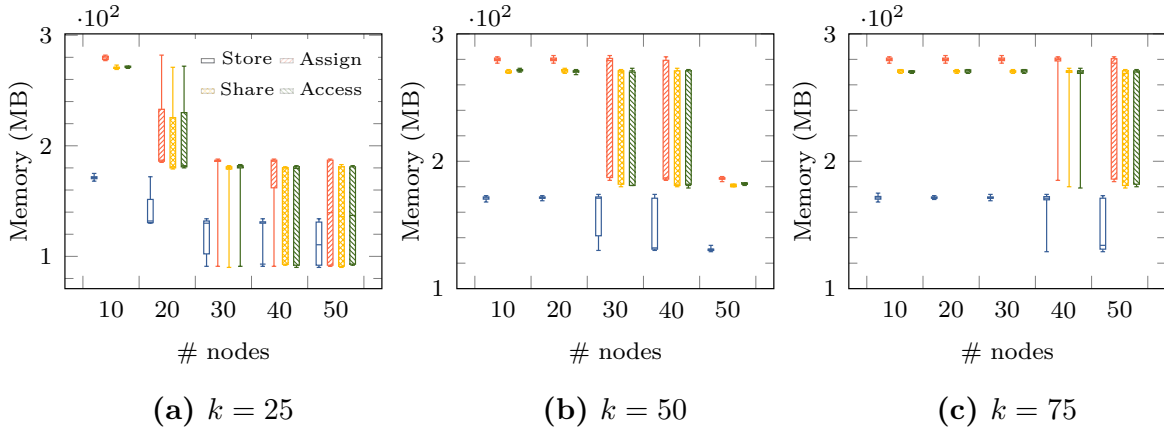 ·10² ·10² ·10²
3 3 3
Store Assign
Share Access
2 2 2
1 1 1
Memory (MB) Memory (MB) Memory (MB)
10 20 30 40 50 10 20 30 40 50 10 20 30 40 50
# nodes # nodes # nodes
(a) k = 25 (b) k = 50 (c) k = 75